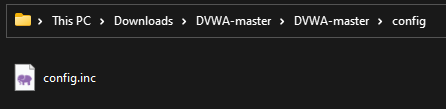 This PC > Downloads > DVWA-master > DVWA-master > config
config.inc